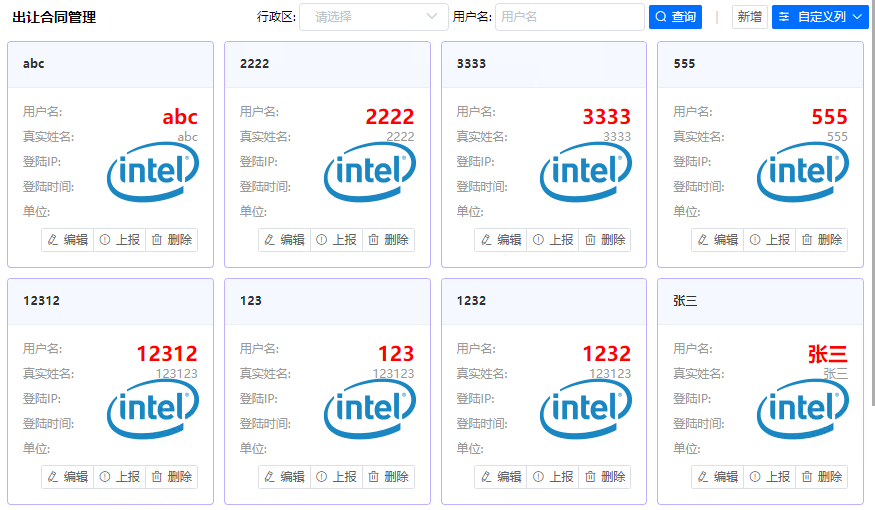 出让合同管理 行政区: 请选择 用户名: 用户名 查询 新增 自定义列
abc 2222 3333 555
用户名: abc 用户名: 2222 用户名: 3333 用户名: 555
真实姓名: abc 真实姓名: 2222 真实姓名: 3333 真实姓名: 555
登陆IP: intel® 登陆IP: intel® 登陆IP: intel® 登陆IP: intel®
登陆时间: 登陆时间: 登陆时间: 登陆时间:
单位: 单位: 单位: 单位:
编辑 上报 删除 编辑 上报 删除 编辑 上报 删除 编辑 上报 删除
12312 123 1232 张三
用户名: 12312 用户名: 123 用户名: 1232 用户名: 张三
真实姓名: 123123 真实姓名: 123123 真实姓名: 123123 真实姓名: 张三
登陆IP: intel® 登陆IP: intel® 登陆IP: intel® 登陆IP: intel®
登陆时间: 登陆时间: 登陆时间: 登陆时间:
单位: 单位: 单位: 单位:
编辑 上报 删除 编辑 上报 删除 编辑 上报 删除 编辑 上报 删除